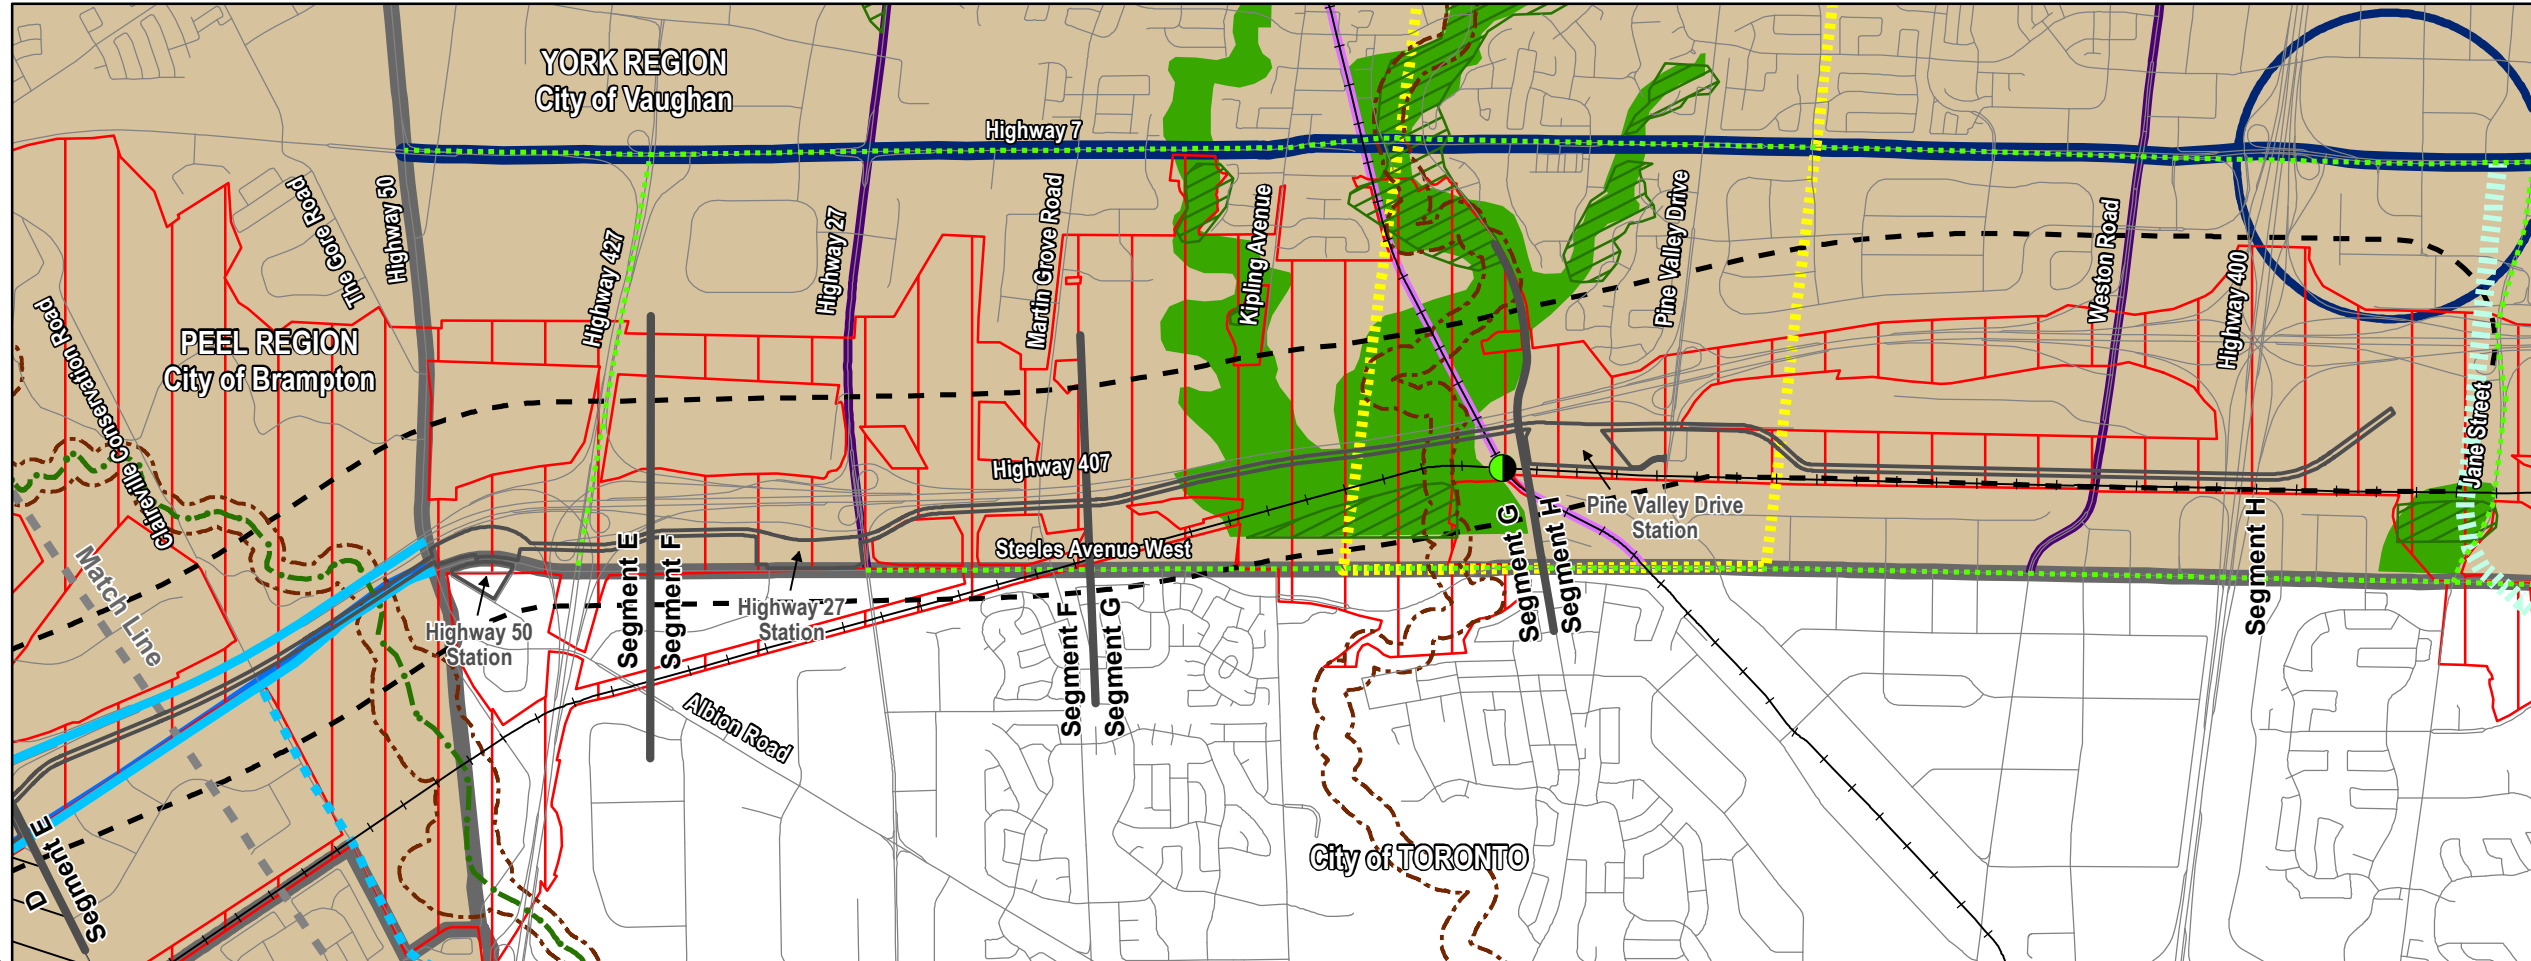 YORK REGION
City of Vaughan
Highway 7
The Gore Road
Highway 50
Highway 427
Highway 27
Martin Grove Road
Kipling Avenue
Pine Valley Drive
Weston Road
Highway 400
Jane Street
Claireville Conservation Road
PEEL REGION
City of Brampton
Highway 407
Steeles Avenue West
Match Line
Highway 50
Station
Segment E
Segment F
Highway 27
Station
Segment F
Segment G
Segment G
Segment H
Pine Valley Drive
Station
Segment H
Albion Road
City of TORONTO
D
Segment E